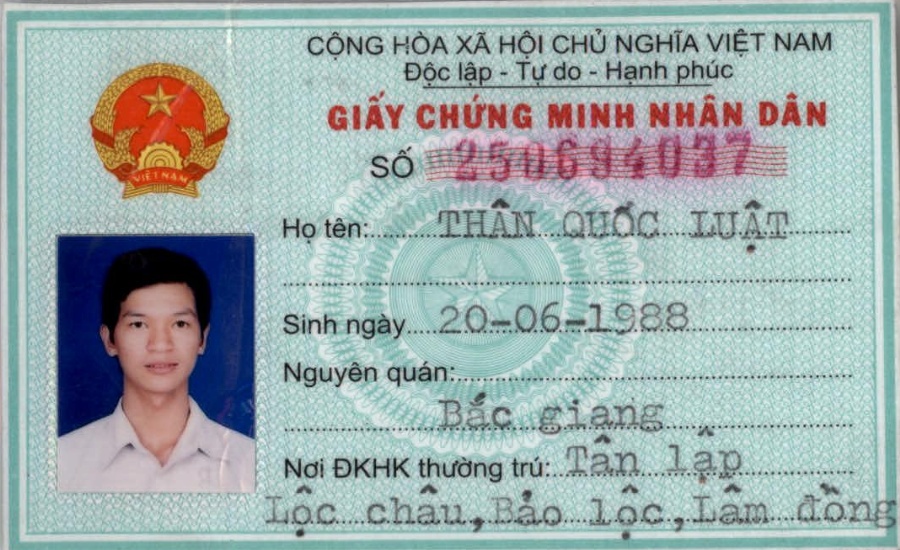 CỘNG HÒA XÃ HỘI CHỦ NGHĨA VIỆT NAM
Độc lập - Tự do - Hạnh phúc
GIẤY CHỨNG MINH NHÂN DÂN
SỐ 250694037
VIỆT NAM
Họ tên: THÂN QUỐC LUẬT
Sinh ngày 20-06-1988
Nguyên quán:
Bắc giang
Nơi ĐKHK thường trú: Tân lập
Lộc châu, Bảo lộc, Lâm đồng